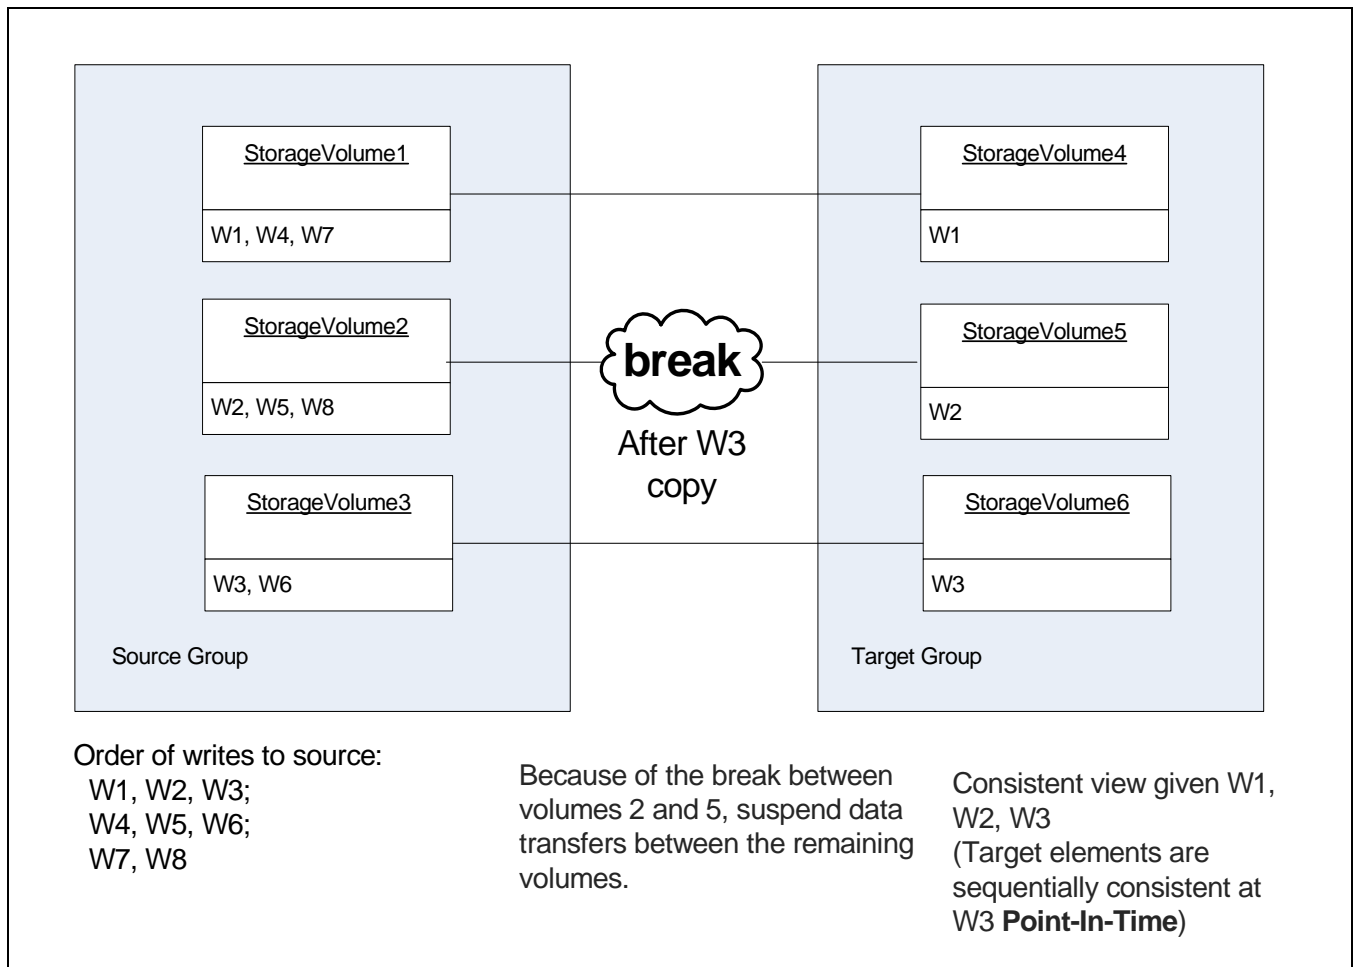 StorageVolume1
W1, W4, W7
StorageVolume2
W2, W5, W8
StorageVolume3
W3, W6
Source Group
break
After W3
copy
StorageVolume4
W1
StorageVolume5
W2
StorageVolume6
W3
Target Group
Order of writes to source:
W1, W2, W3;
W4, W5, W6;
W7, W8
Because of the break between
volumes 2 and 5, suspend data
transfers between the remaining
volumes.
Consistent view given W1,
W2, W3
(Target elements are
sequentially consistent at
W3 Point-In-Time)